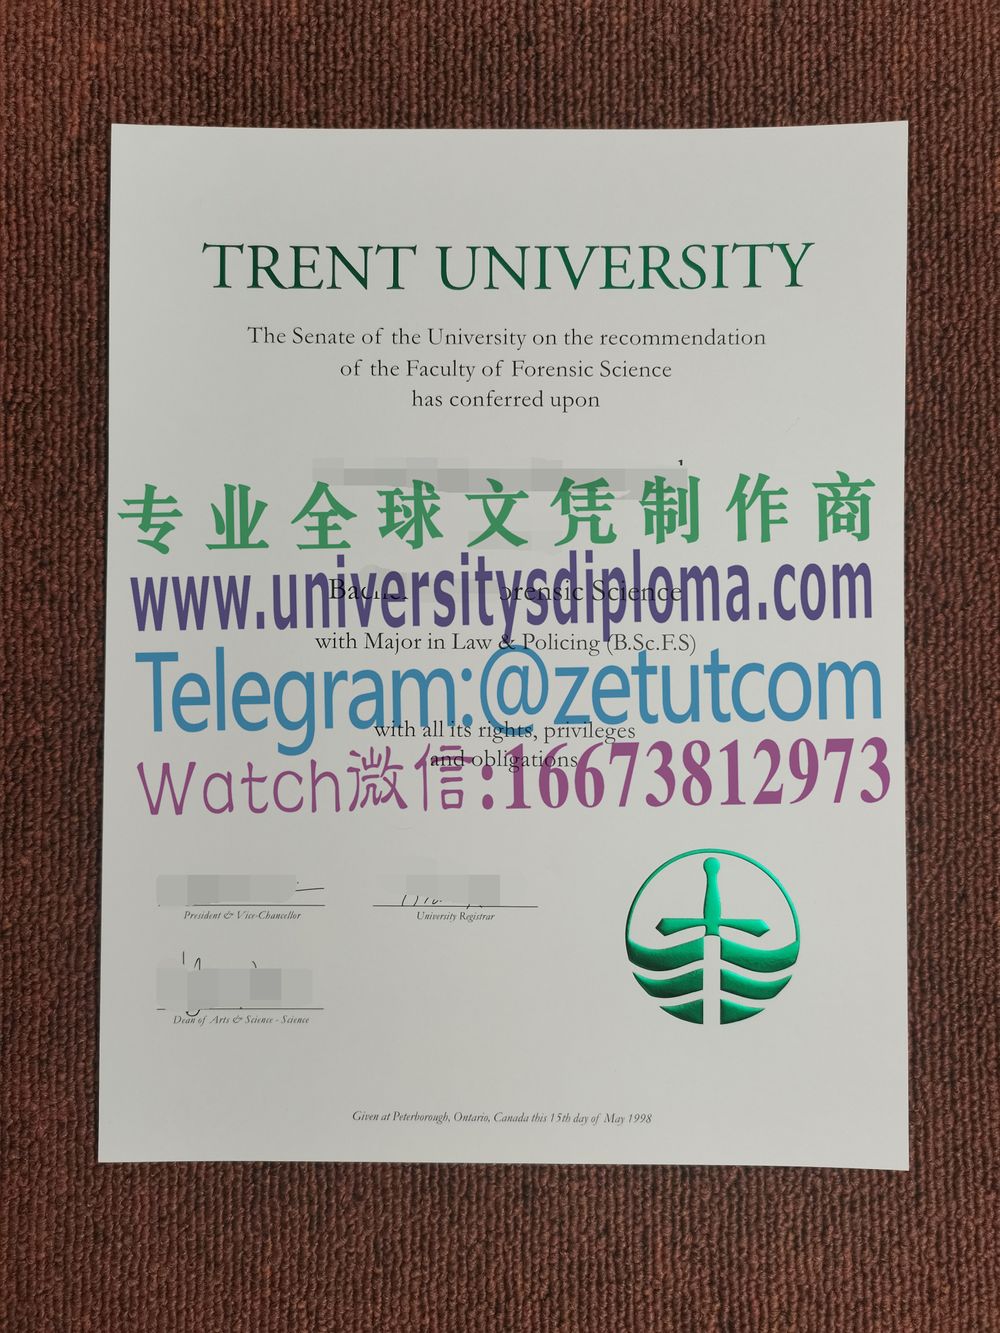 TRENT UNIVERSITY
The Senate of the University on the recommendation
of the Faculty of Forensic Science
has conferred upon
专业全球文凭制作商
www.universitysdiploma.com
Forensic Science
with Major in Law & Policing (B.Sc.F.S)
Telegram:@zetutcom
with all its rights, privileges
and obligations
Watch微信:16673812973
President & Vice-Chancellor
University Registrar
Dean of Arts & Science - Science
Given at Peterborough, Ontario, Canada this 15th day of May 1998